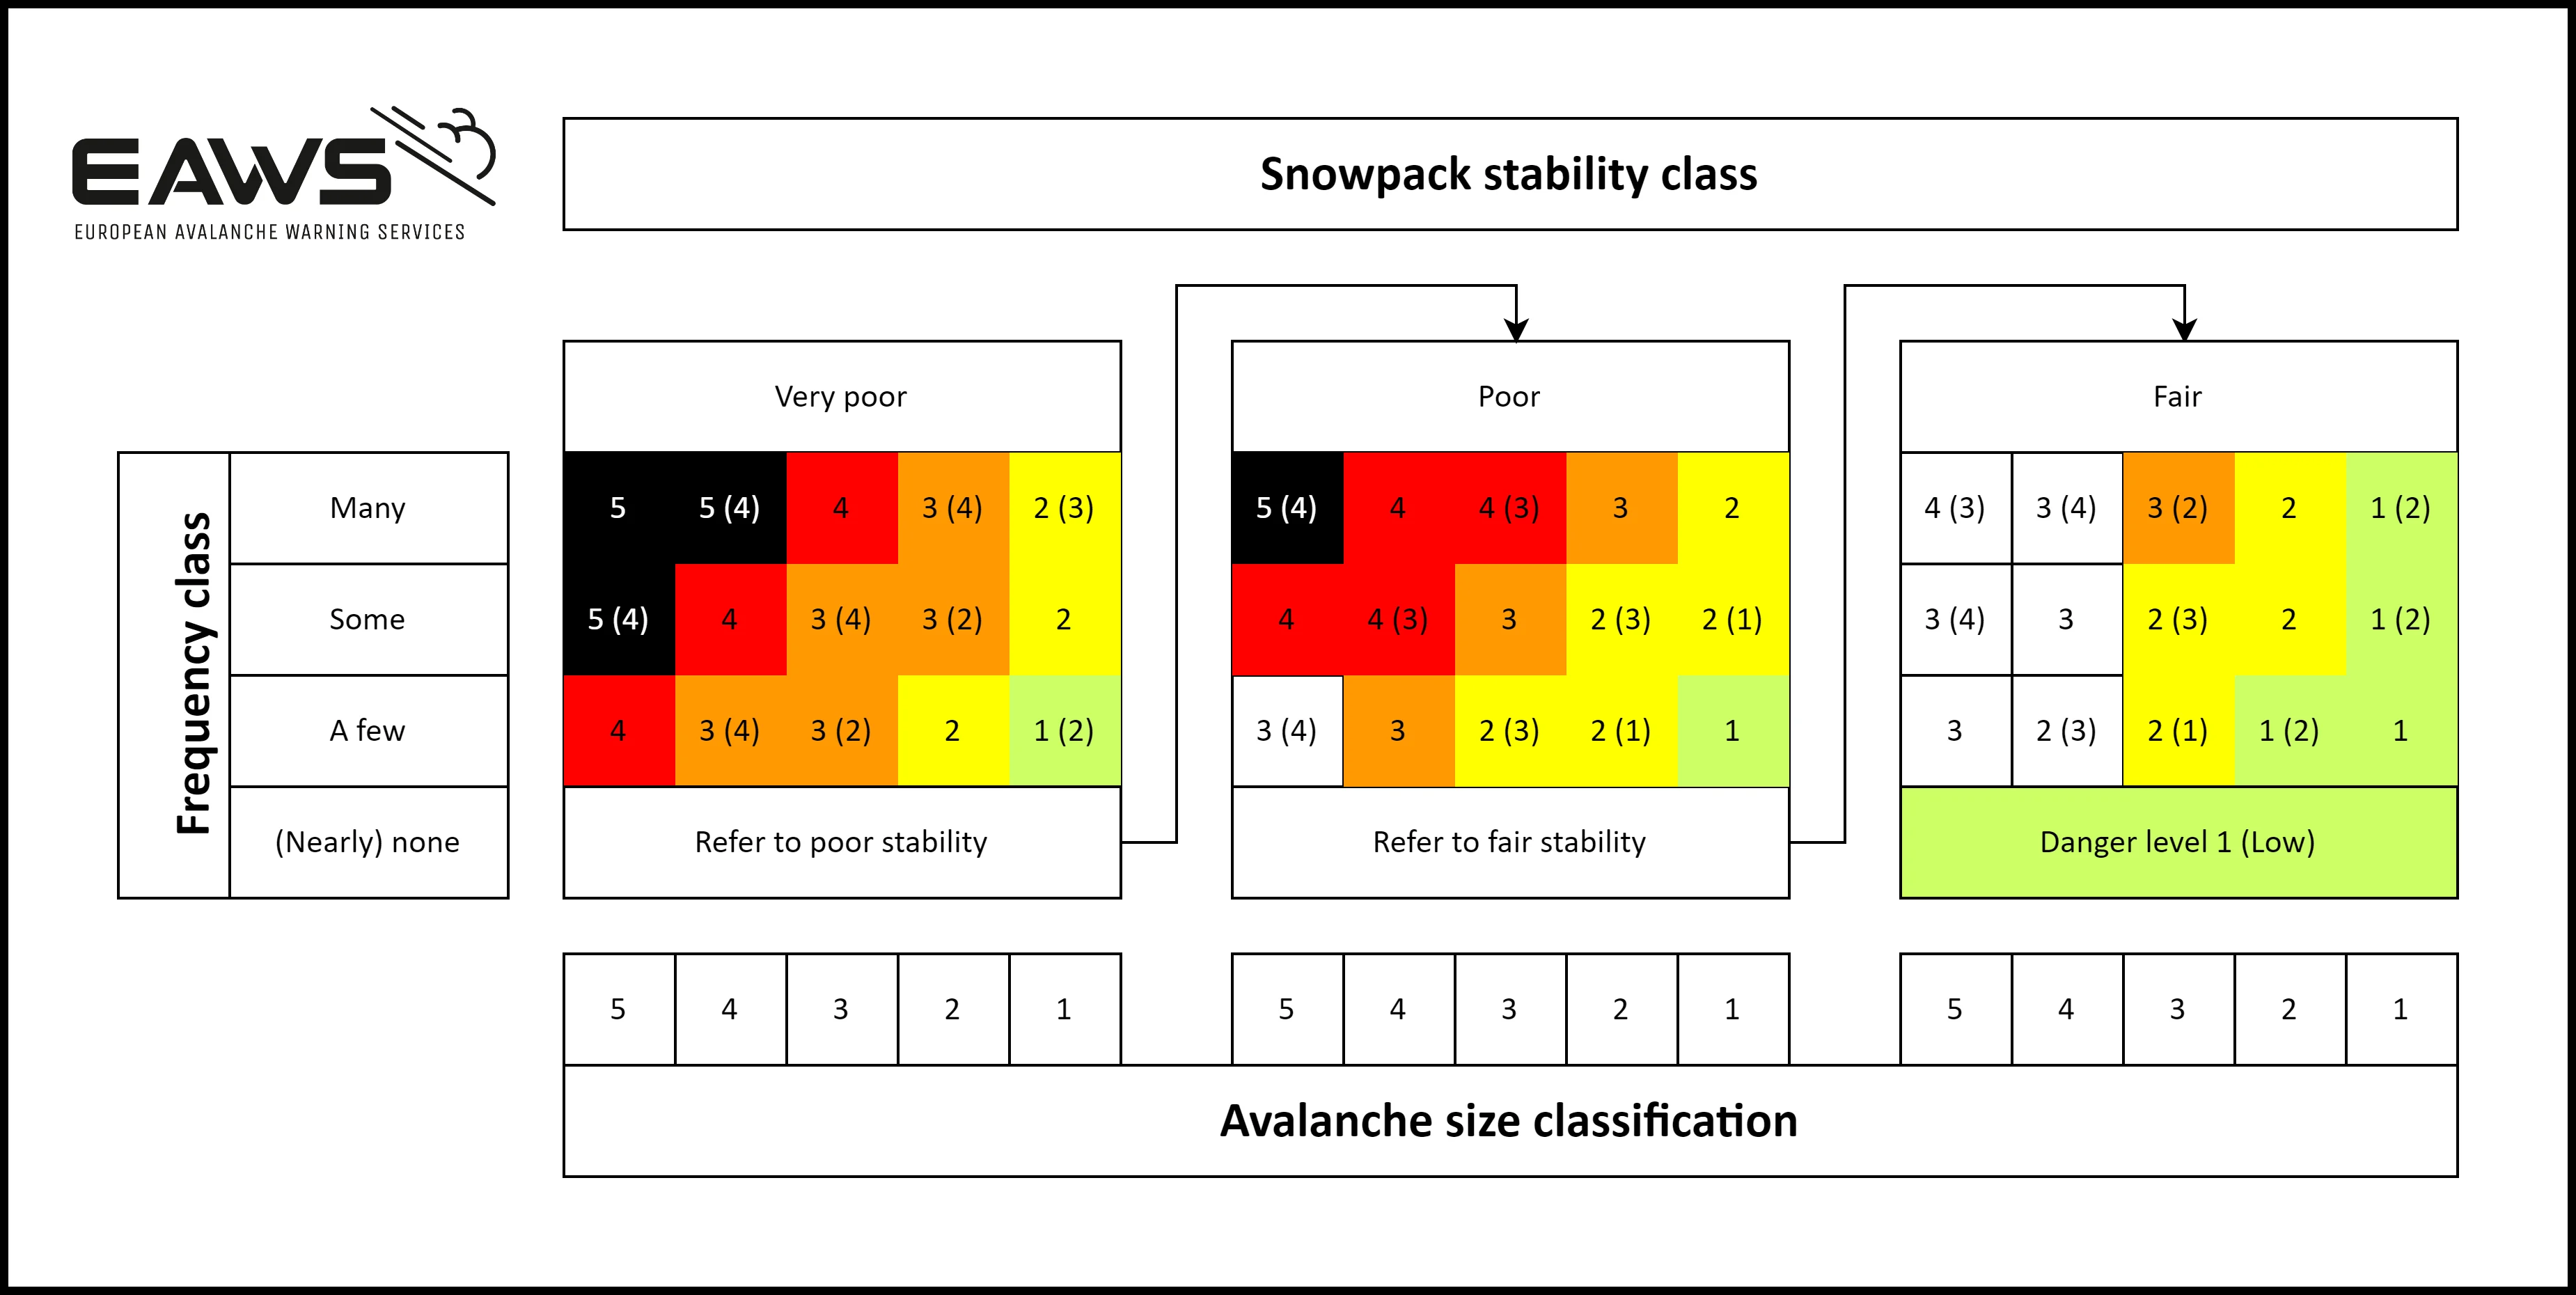 EAWS
EUROPEAN AVALANCHE WARNING SERVICES
Snowpack stability class
Very poor Poor Fair
Frequency class
Many 5 5 (4) 4 3 (4) 2 (3) 5 (4) 4 4 (3) 3 2 4 (3) 3 (4) 3 (2) 2 1 (2)
Some 5 (4) 4 3 (4) 3 (2) 2 4 4 (3) 3 2 (3) 2 (1) 3 (4) 3 2 (3) 2 1 (2)
A few 4 3 (4) 3 (2) 2 1 (2) 3 (4) 3 2 (3) 2 (1) 1 3 2 (3) 2 (1) 1 (2) 1
(Nearly) none Refer to poor stability Refer to fair stability Danger level 1 (Low)
5 4 3 2 1 5 4 3 2 1 5 4 3 2 1
Avalanche size classification